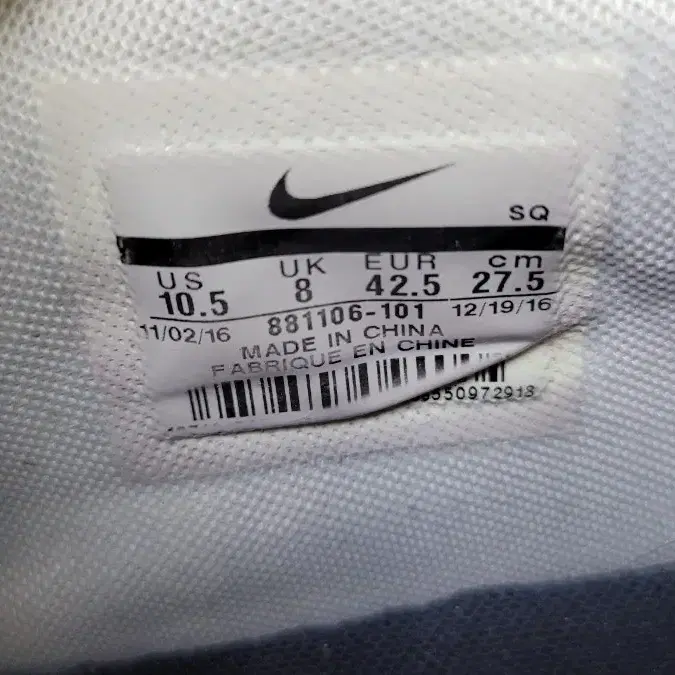 SQ
US UK EUR cm
10.5 8 42.5 27.5
11/02/16 881106-101 12/19/16
MADE IN CHINA
FABRIQUE EN CHINE
550972913